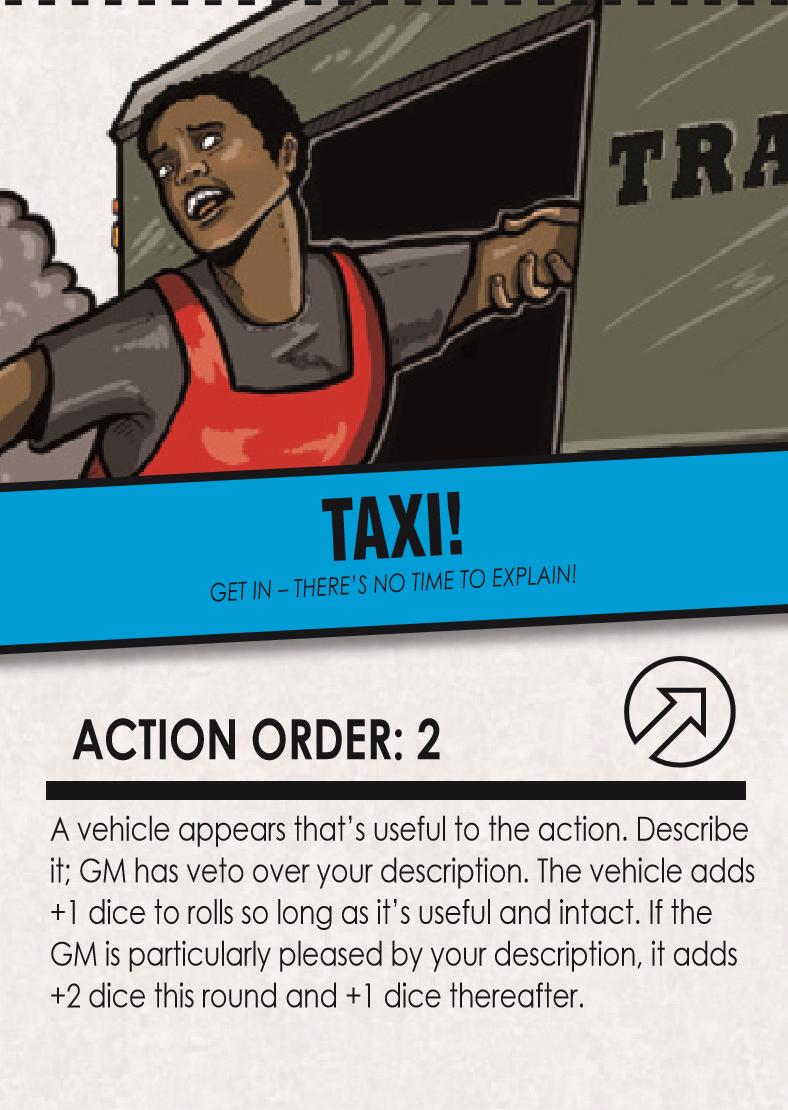 TRA
TAXI!
GET IN – THERE'S NO TIME TO EXPLAIN!
ACTION ORDER: 2
A vehicle appears that's useful to the action. Describe
it; GM has veto over your description. The vehicle adds
+1 dice to rolls so long as it's useful and intact. If the
GM is particularly pleased by your description, it adds
+2 dice this round and +1 dice thereafter.